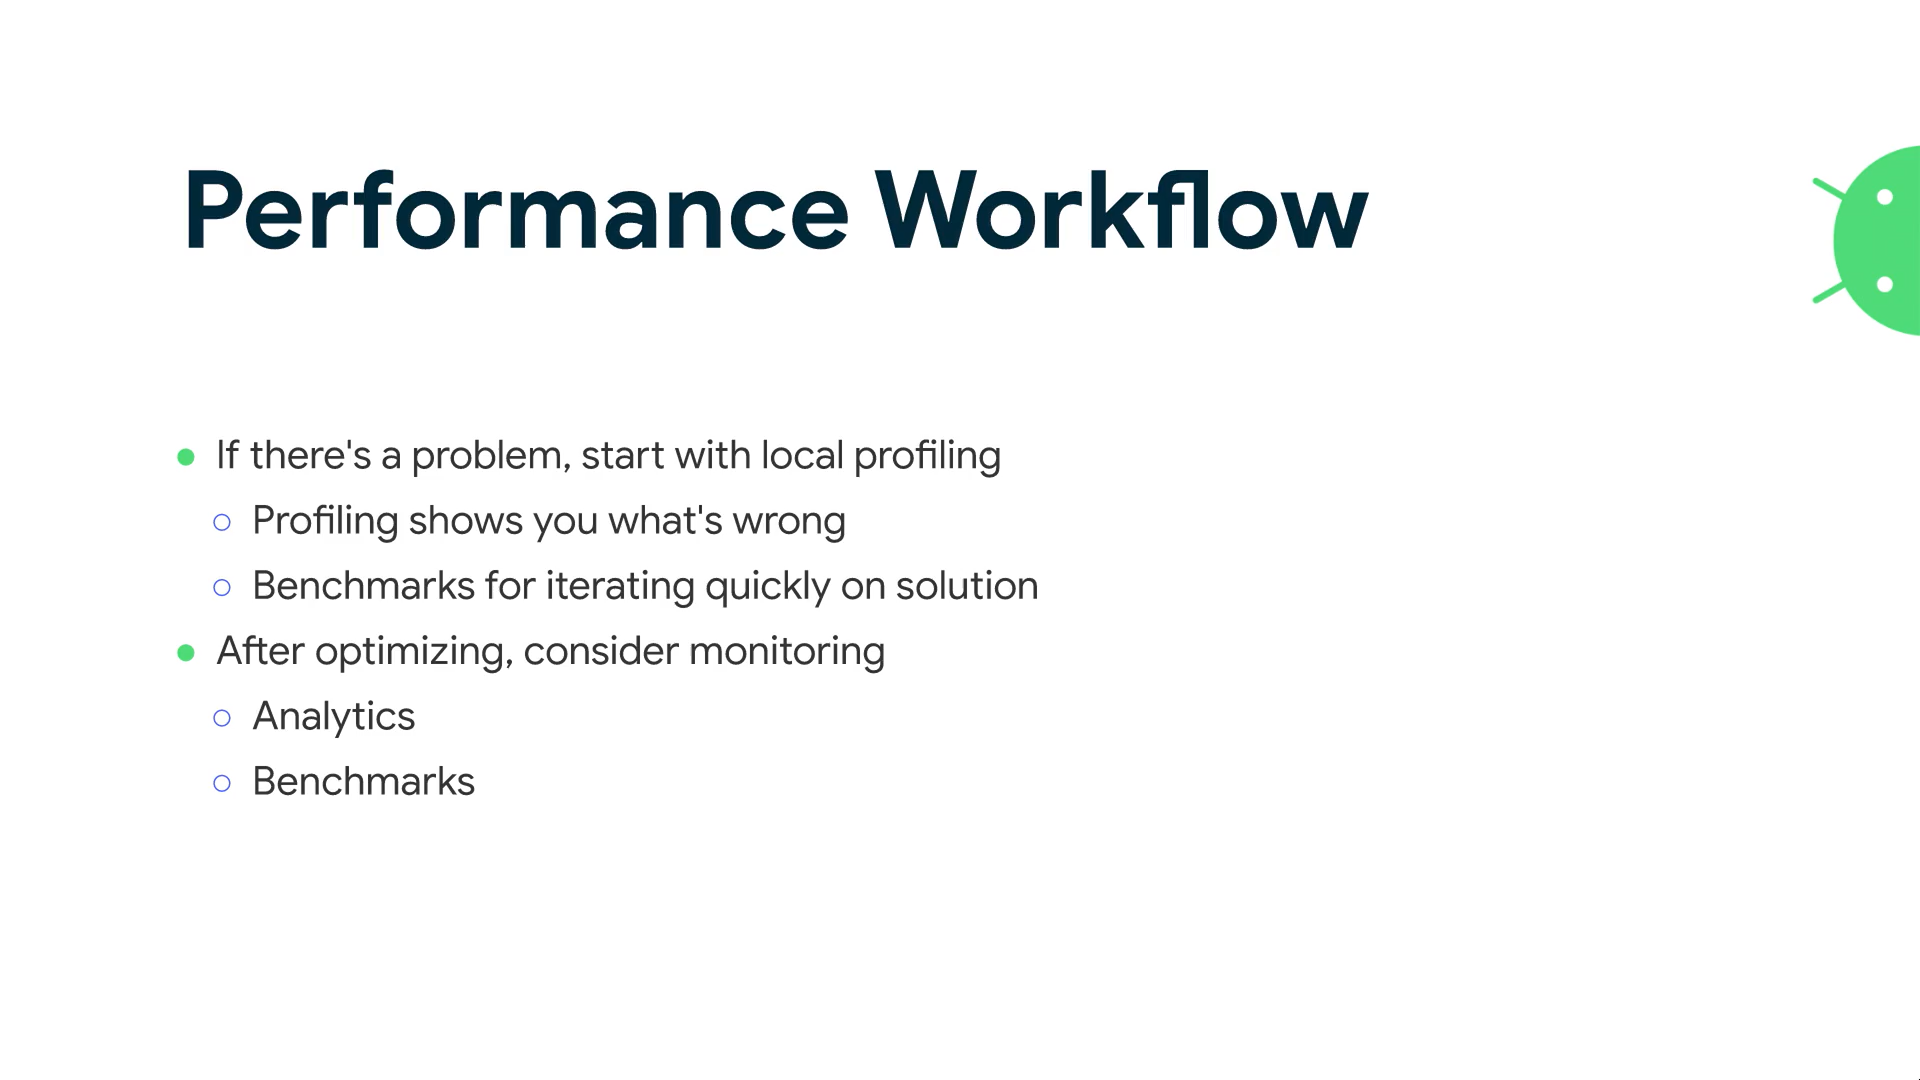 Performance Workflow
If there's a problem, start with local profiling
Profiling shows you what's wrong
Benchmarks for iterating quickly on solution
After optimizing, consider monitoring
Analytics
Benchmarks